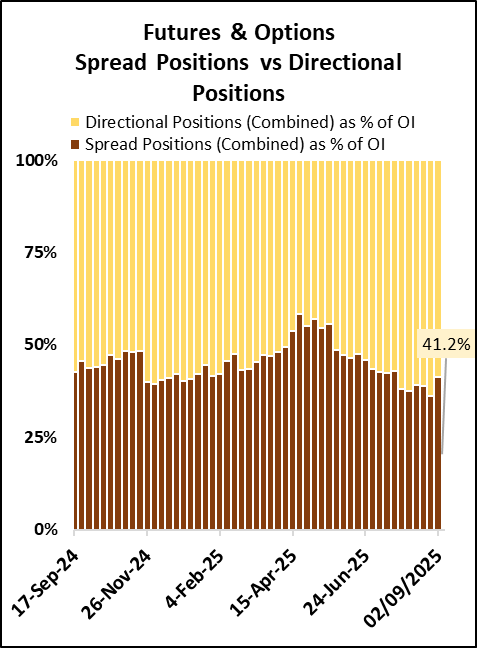 Futures & Options
Spread Positions vs Directional
Positions
Directional Positions (Combined) as % of OI
Spread Positions (Combined) as % of OI
100%
75%
50%
41.2%
25%
0%
17-Sep-24
26-Nov-24
4-Feb-25
15-Apr-25
24-Jun-25
02/09/2025